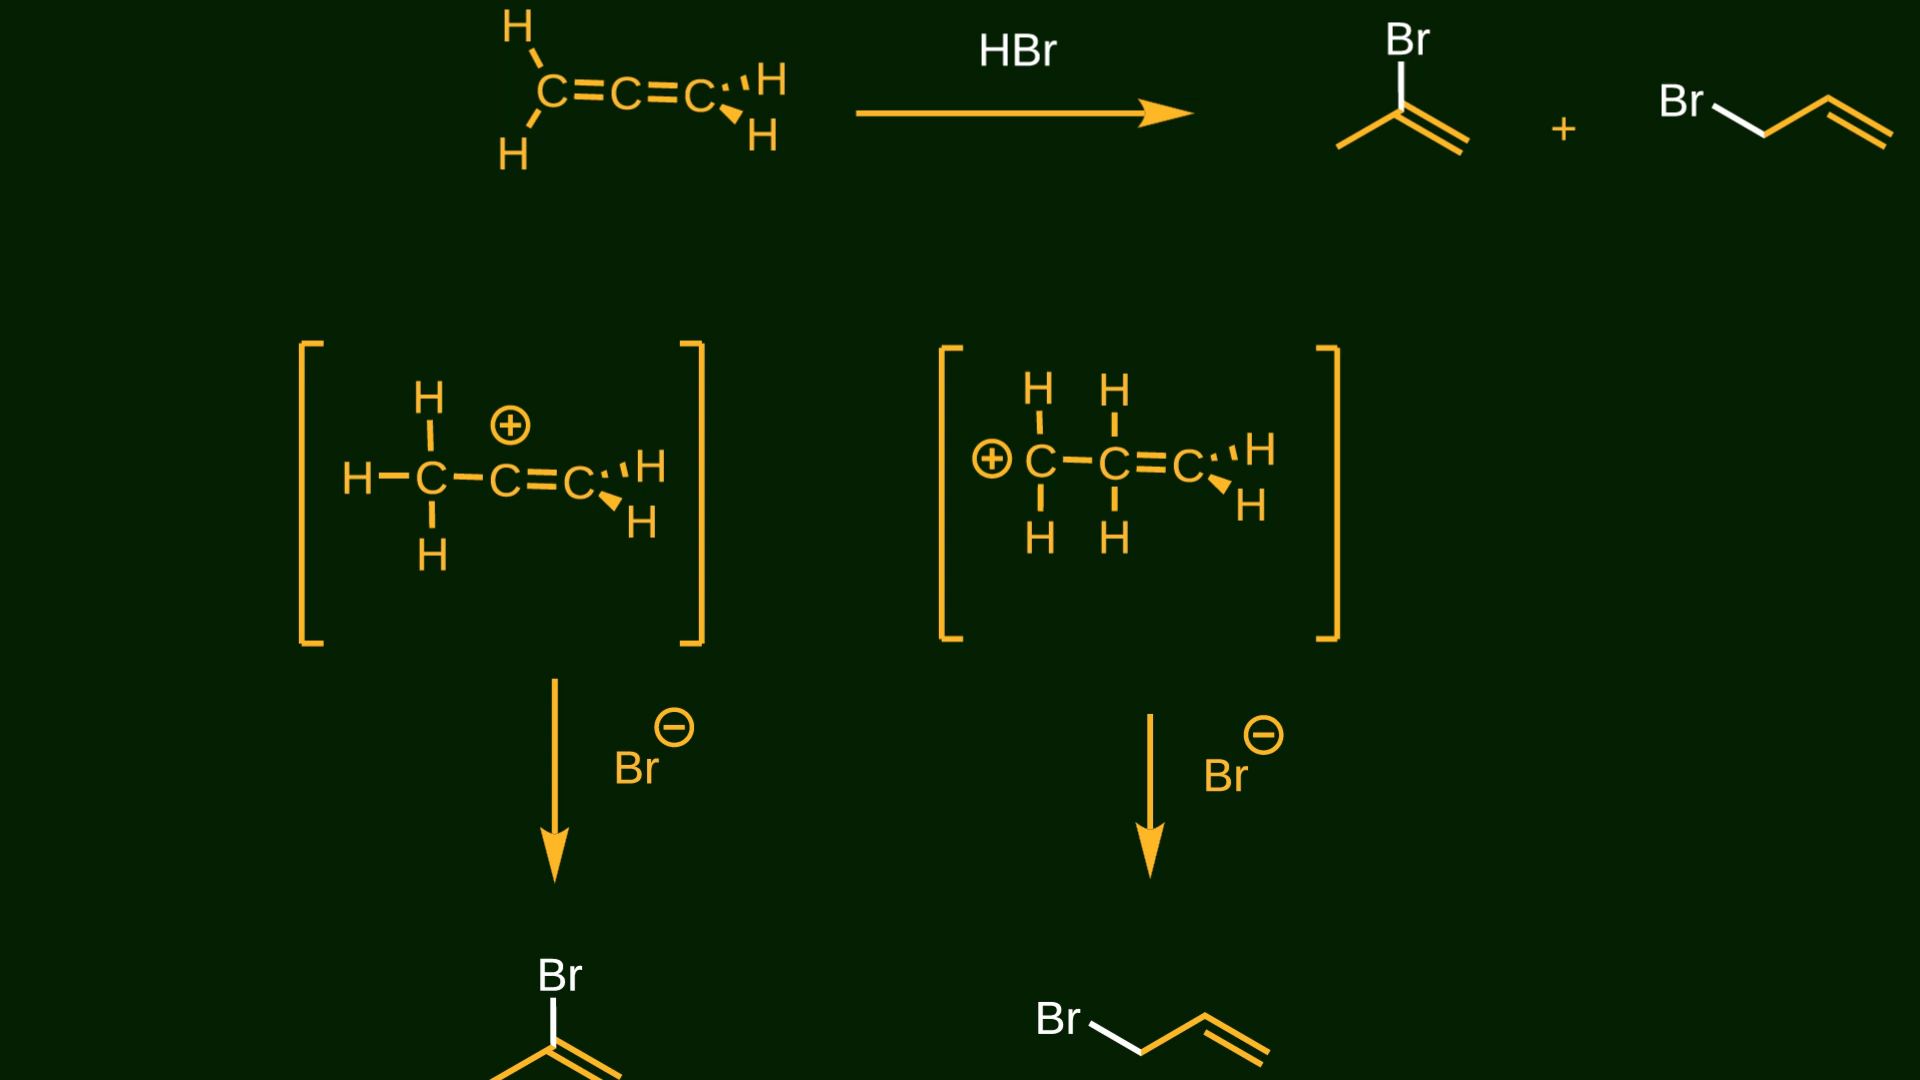 H
C=C=C H
H
H
HBr
Br
+
Br
H
⊕
H—C—C=C H
H
H
H H
⊕ C—C=C H
H
H H
Br⊖
Br⊖
Br
Br